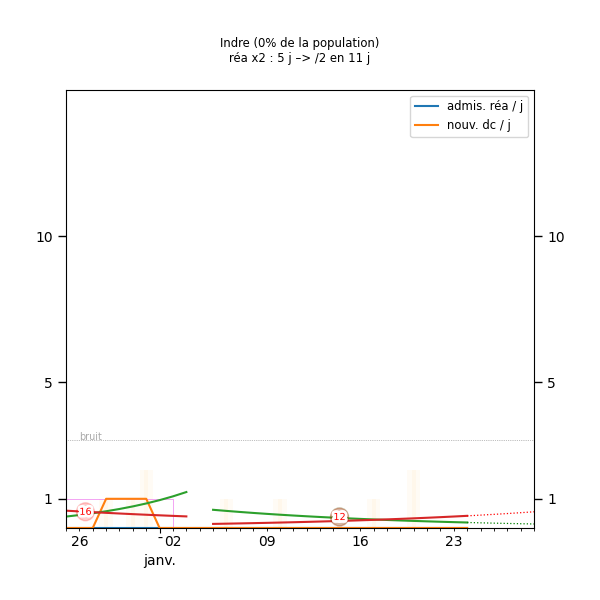 Indre (0% de la population)
réa x2 : 5 j –> /2 en 11 j
admis. réa / j
nouv. dc / j
10 10
5 5
bruit
1 1
-16
-12
26 - 02 09 16 23
janv.